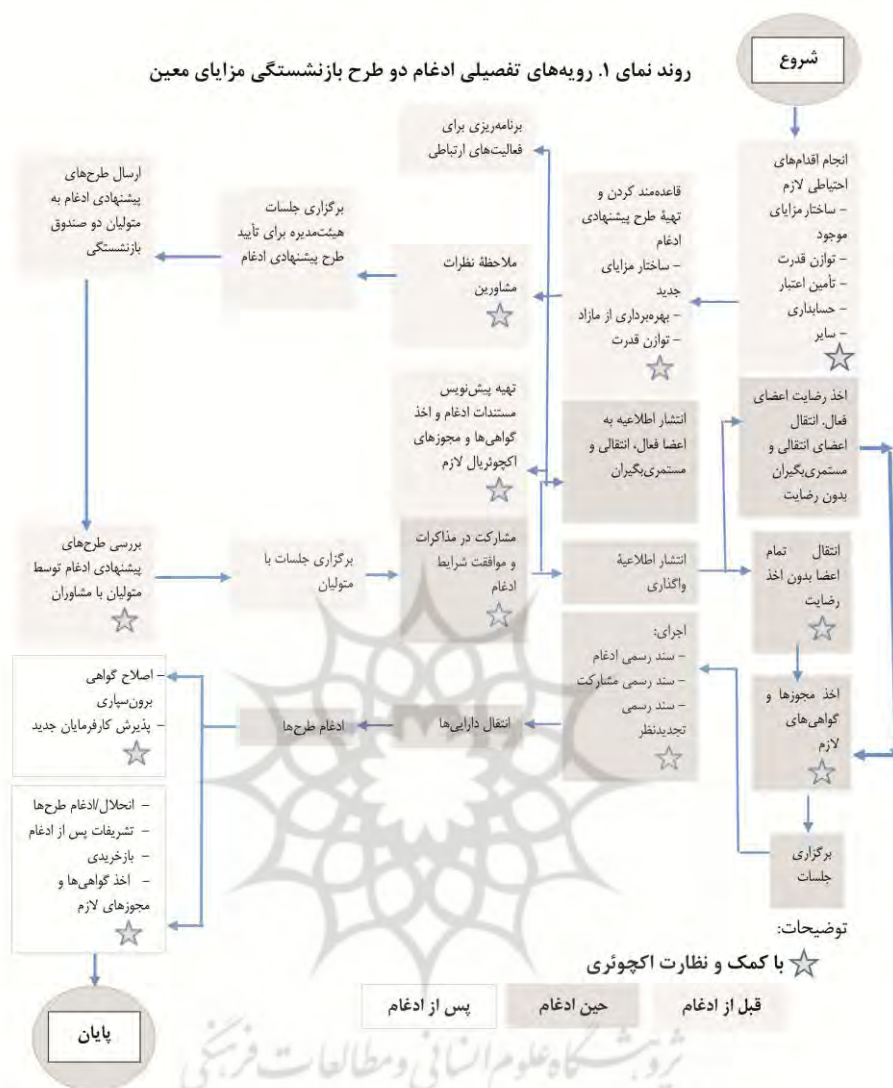 شروع
روند نمای ۱. رویه‌های تفصیلی ادغام دو طرح بازنشستگی مزایای معین
انجام اقدام‌های
احتیاطی لازم
– ساختار مزایای
موجود
– توازن قدرت
– تأمین اعتبار
– حسابداری
– سایر
قاعده‌مند کردن و
تهیهٔ طرح پیشنهادی
ادغام
– ساختار مزایای
جدید
– بهره‌برداری از مازاد
– توازن قدرت
برنامه‌ریزی برای
فعالیت‌های ارتباطی
ملاحظهٔ نظرات
مشاورین
برگزاری جلسات
هیئت‌مدیره برای تأیید
طرح پیشنهادی ادغام
ارسال طرح‌های
پیشنهادی ادغام به
متولیان دو صندوق
بازنشستگی
اخذ رضایت اعضای
فعال. انتقال
اعضای انتقالی و
مستمری‌بگیران
بدون رضایت
انتشار اطلاعیه به
اعضا فعال، انتقالی و
مستمری‌بگیران
تهیه پیش‌نویس
مستندات ادغام و اخذ
گواهی‌ها و مجوزهای
اکچوئریال لازم
بررسی طرح‌های
پیشنهادی ادغام توسط
متولیان با مشاوران
برگزاری جلسات با
متولیان
مشارکت در مذاکرات
و موافقت شرایط
ادغام
انتشار اطلاعیهٔ
واگذاری
انتقال تمام
اعضا بدون اخذ
رضایت
اخذ مجوزها و
گواهی‌های
لازم
برگزاری
جلسات
اجرای:
– سند رسمی ادغام
– سند رسمی مشارکت
– سند رسمی
تجدیدنظر
انتقال دارایی‌ها
ادغام طرح‌ها
– اصلاح گواهی
برون‌سپاری
– پذیرش کارفرمایان جدید
– انحلال/ادغام طرح‌ها
– تشریفات پس از ادغام
– بازخریدی
– اخذ گواهی‌ها و
مجوزهای لازم
پایان
توضیحات:
با کمک و نظارت اکچوئری
قبل از ادغام
حین ادغام
پس از ادغام
پژوهشگاه علوم انسانی و مطالعات فرهنگی